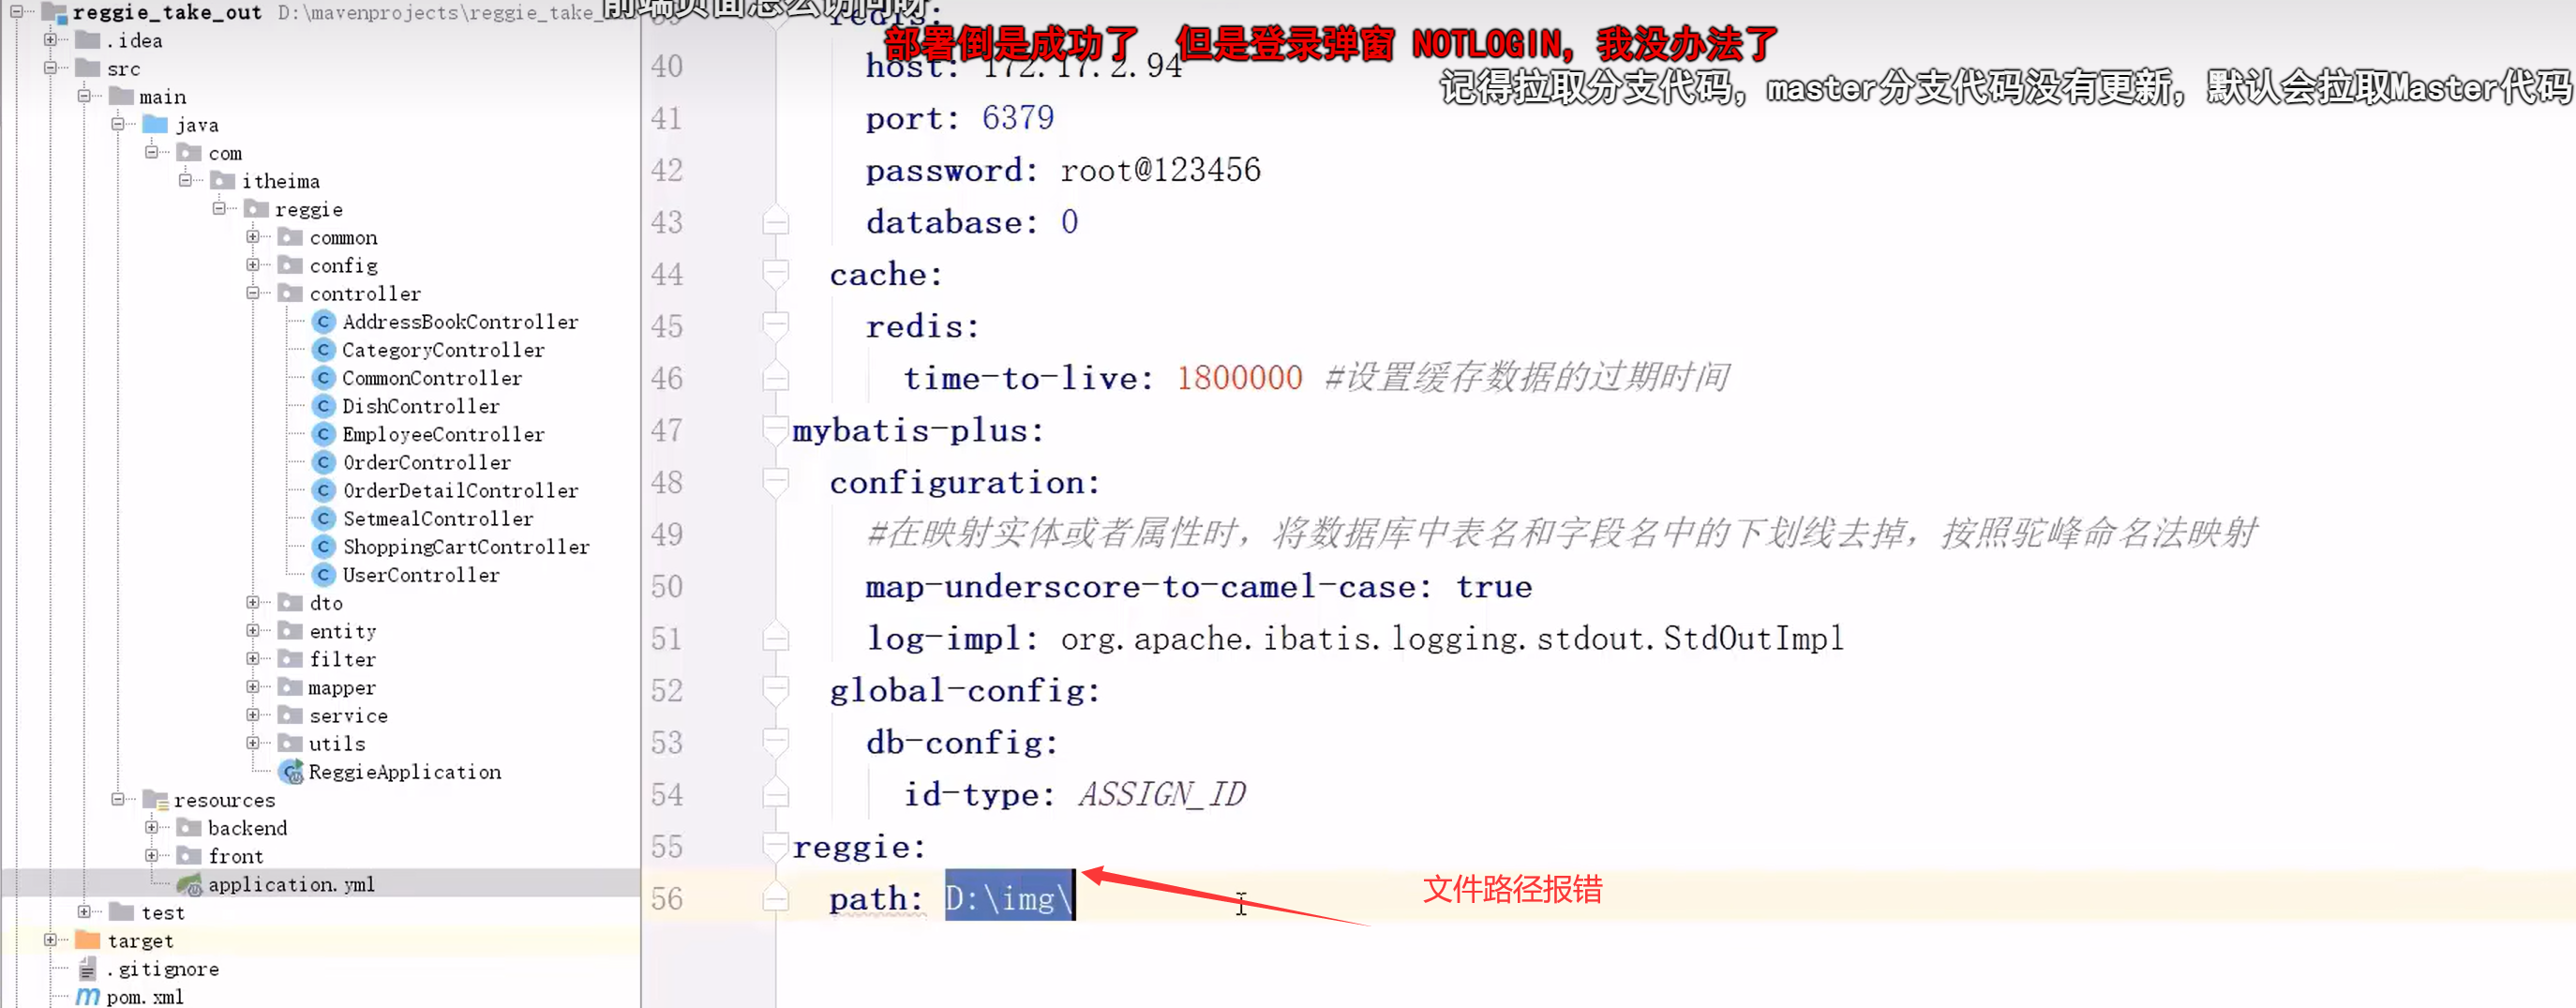 reggie_take_out D:\mavenprojects\reggie_take_
.idea
src
main
java
com
itheima
reggie
common
config
controller
AddressBookController
CategoryController
CommonController
DishController
EmployeeController
OrderController
OrderDetailController
SetmealController
ShoppingCartController
UserController
dto
entity
filter
mapper
service
utils
ReggieApplication
resources
backend
front
application.yml
test
target
.gitignore
pom.xml
前端页面怎么访问呀
部署倒是成功了 但是登录弹窗 NOTLOGIN，我没办法了
记得拉取分支代码，master分支代码没有更新，默认会拉取Master代码
39 redis:
40 host: 172.17.2.94
41 port: 6379
42 password: root@123456
43 database: 0
44 cache:
45 redis:
46 time-to-live: 1800000 #设置缓存数据的过期时间
47 mybatis-plus:
48 configuration:
49 #在映射实体或者属性时，将数据库中表名和字段名中的下划线去掉，按照驼峰命名法映射
50 map-underscore-to-camel-case: true
51 log-impl: org.apache.ibatis.logging.stdout.StdOutImpl
52 global-config:
53 db-config:
54 id-type: ASSIGN_ID
55 reggie:
56 path: D:\img\
文件路径报错